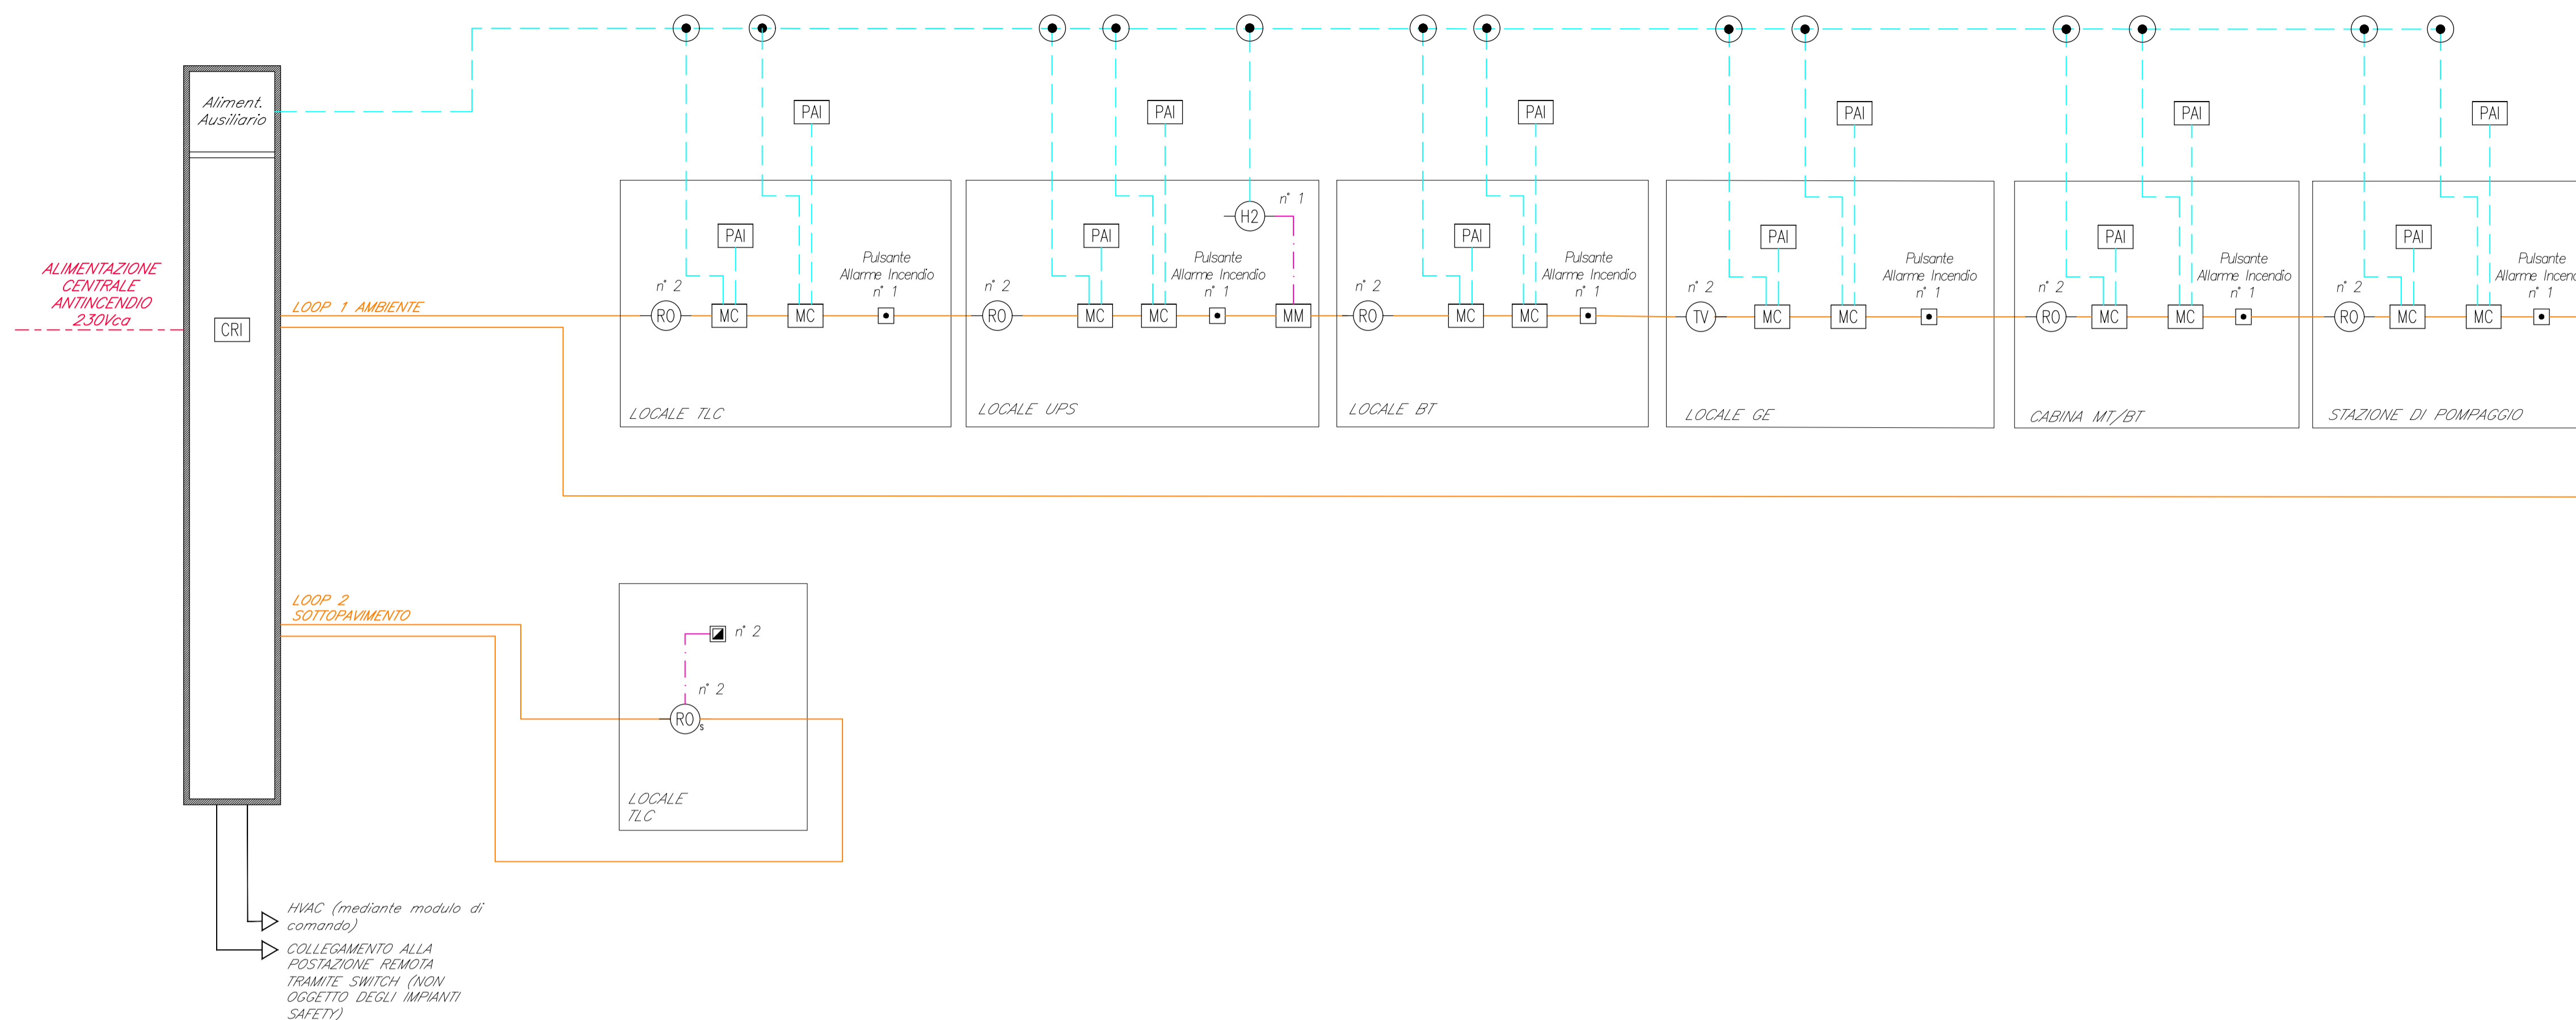 Aliment.
Ausiliario
ALIMENTAZIONE
CENTRALE
ANTINCENDIO
230Vca
CRI
LOOP 1 AMBIENTE
PAI
PAI
n° 2
RO
MC
MC
Pulsante
Allarme Incendio
n° 1
LOCALE TLC
PAI
PAI
H2
n° 1
n° 2
RO
MC
MC
Pulsante
Allarme Incendio
n° 1
MM
LOCALE UPS
PAI
PAI
n° 2
RO
MC
MC
Pulsante
Allarme Incendio
n° 1
LOCALE BT
PAI
PAI
n° 2
TV
MC
MC
Pulsante
Allarme Incendio
n° 1
LOCALE GE
PAI
PAI
n° 2
RO
MC
MC
Pulsante
Allarme Incendio
n° 1
CABINA MT/BT
PAI
PAI
n° 2
RO
MC
MC
Pulsante
Allarme
n° 1
STAZIONE DI POMPAGGIO
LOOP 2
SOTTOPAVIMENTO
n° 2
n° 2
RO
s
LOCALE
TLC
HVAC (mediante modulo di
comando)
COLLEGAMENTO ALLA
POSTAZIONE REMOTA
TRAMITE SWITCH (NON
OGGETTO DEGLI IMPIANTI
SAFETY)